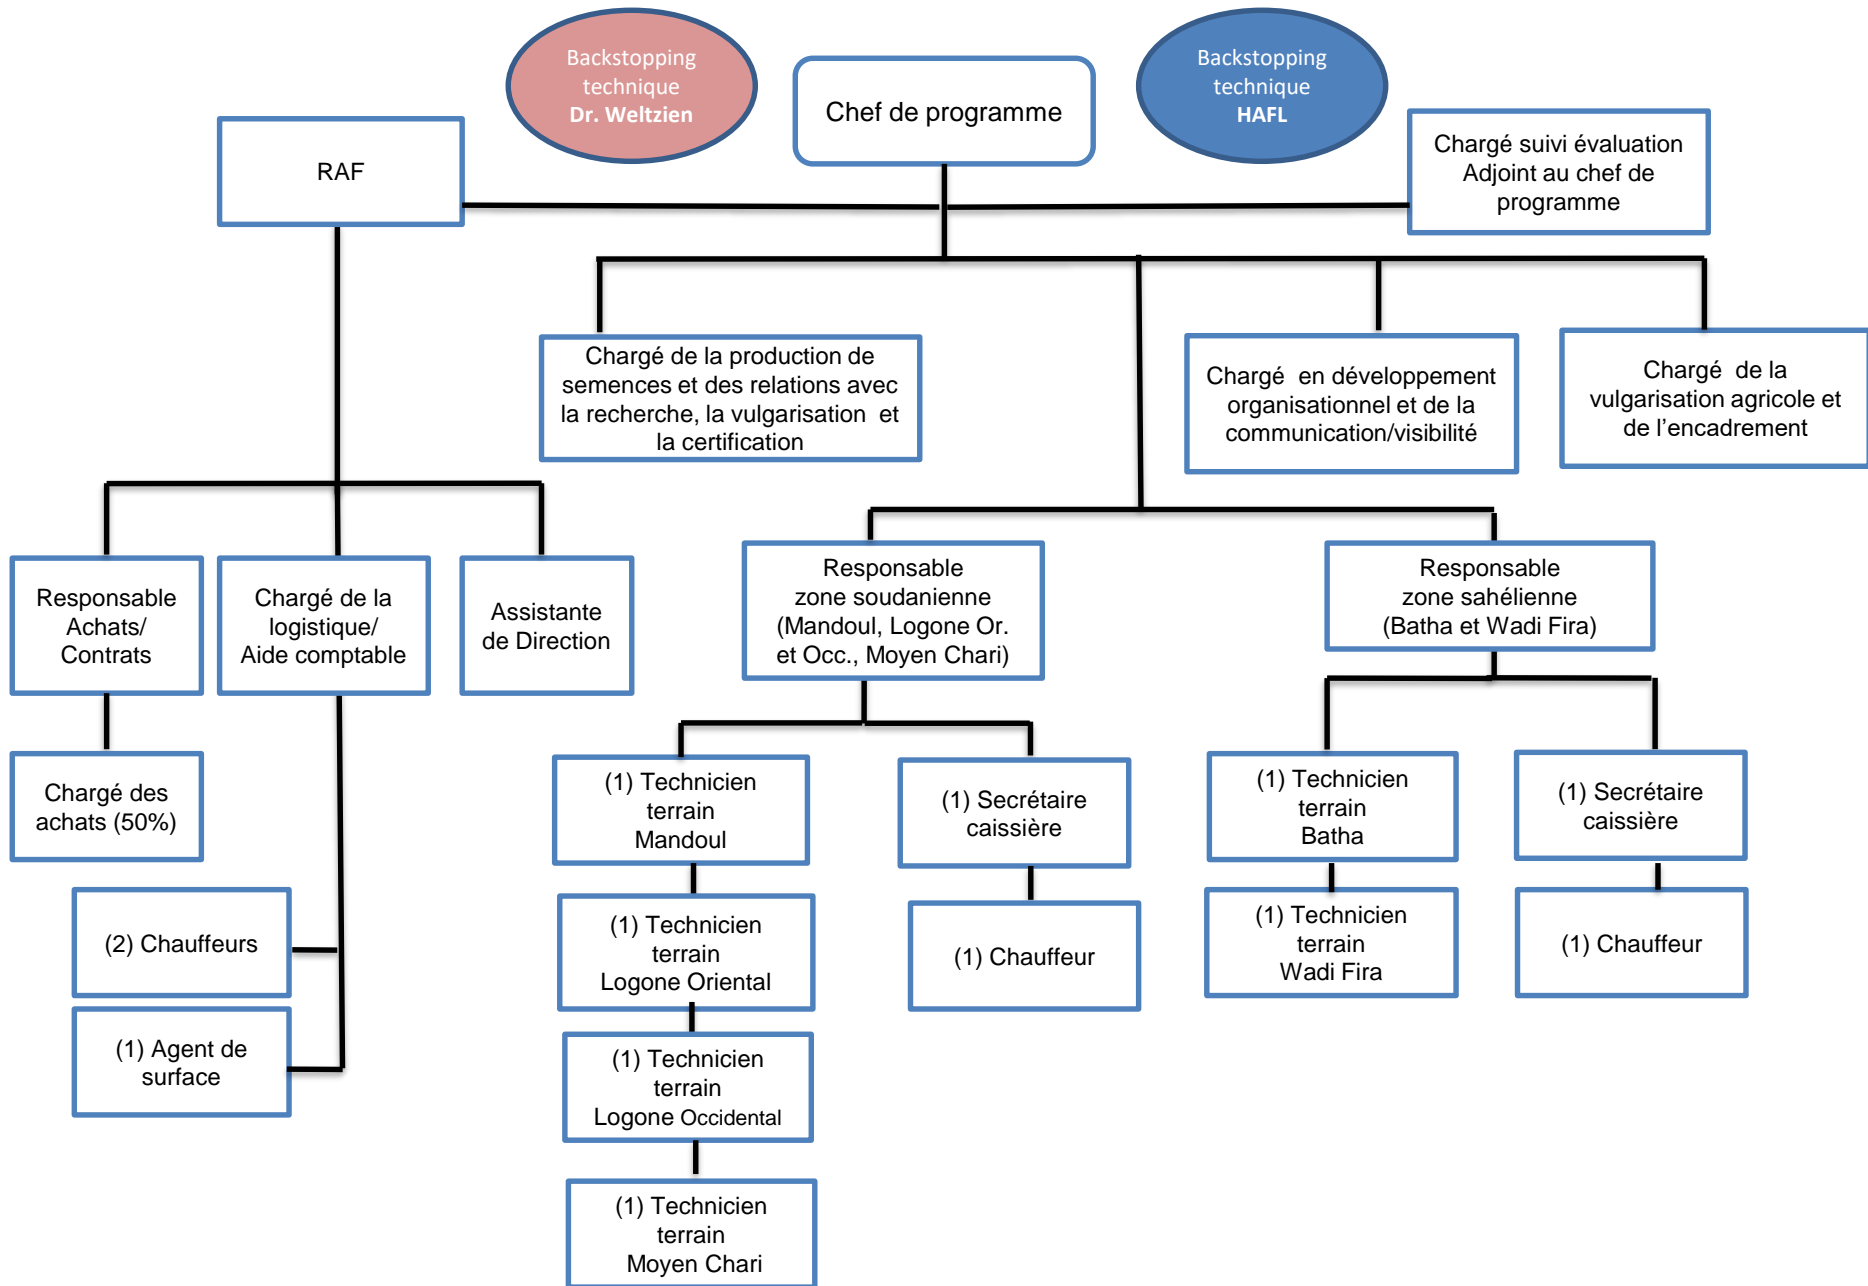 Backstopping
technique
Dr. Weltzien
Chef de programme
Backstopping
technique
HAFL
RAF
Chargé suivi évaluation
Adjoint au chef de
programme
Chargé de la production de
semences et des relations avec
la recherche, la vulgarisation et
la certification
Chargé en développement
organisationnel et de la
communication/visibilité
Chargé de la
vulgarisation agricole et
de l'encadrement
Responsable
Achats/
Contrats
Chargé de la
logistique/
Aide comptable
Assistante
de Direction
Responsable
zone soudanienne
(Mandoul, Logone Or.
et Occ., Moyen Chari)
Responsable
zone sahélienne
(Batha et Wadi Fira)
Chargé des
achats (50%)
(1) Technicien
terrain
Mandoul
(1) Secrétaire
caissière
(1) Technicien
terrain
Batha
(1) Secrétaire
caissière
(2) Chauffeurs
(1) Technicien
terrain
Logone Oriental
(1) Chauffeur
(1) Technicien
terrain
Wadi Fira
(1) Chauffeur
(1) Agent de
surface
(1) Technicien
terrain
Logone Occidental
(1) Technicien
terrain
Moyen Chari